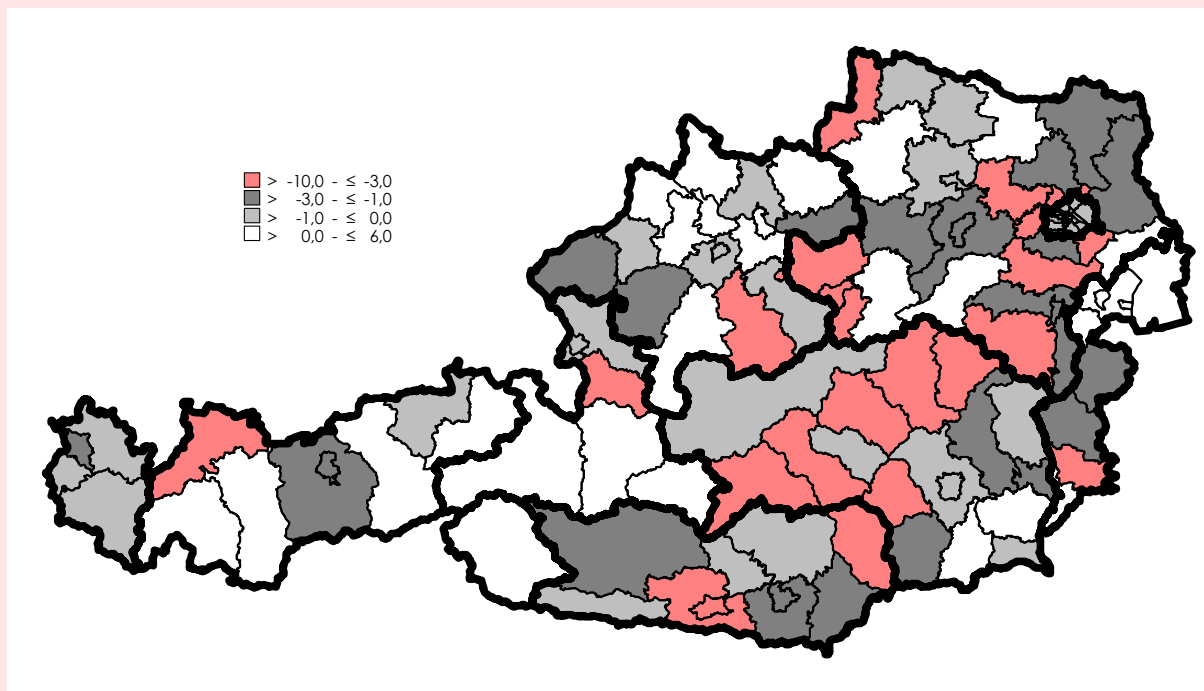 > -10,0 - ≤ -3,0
> -3,0 - ≤ -1,0
> -1,0 - ≤ 0,0
> 0,0 - ≤ 6,0